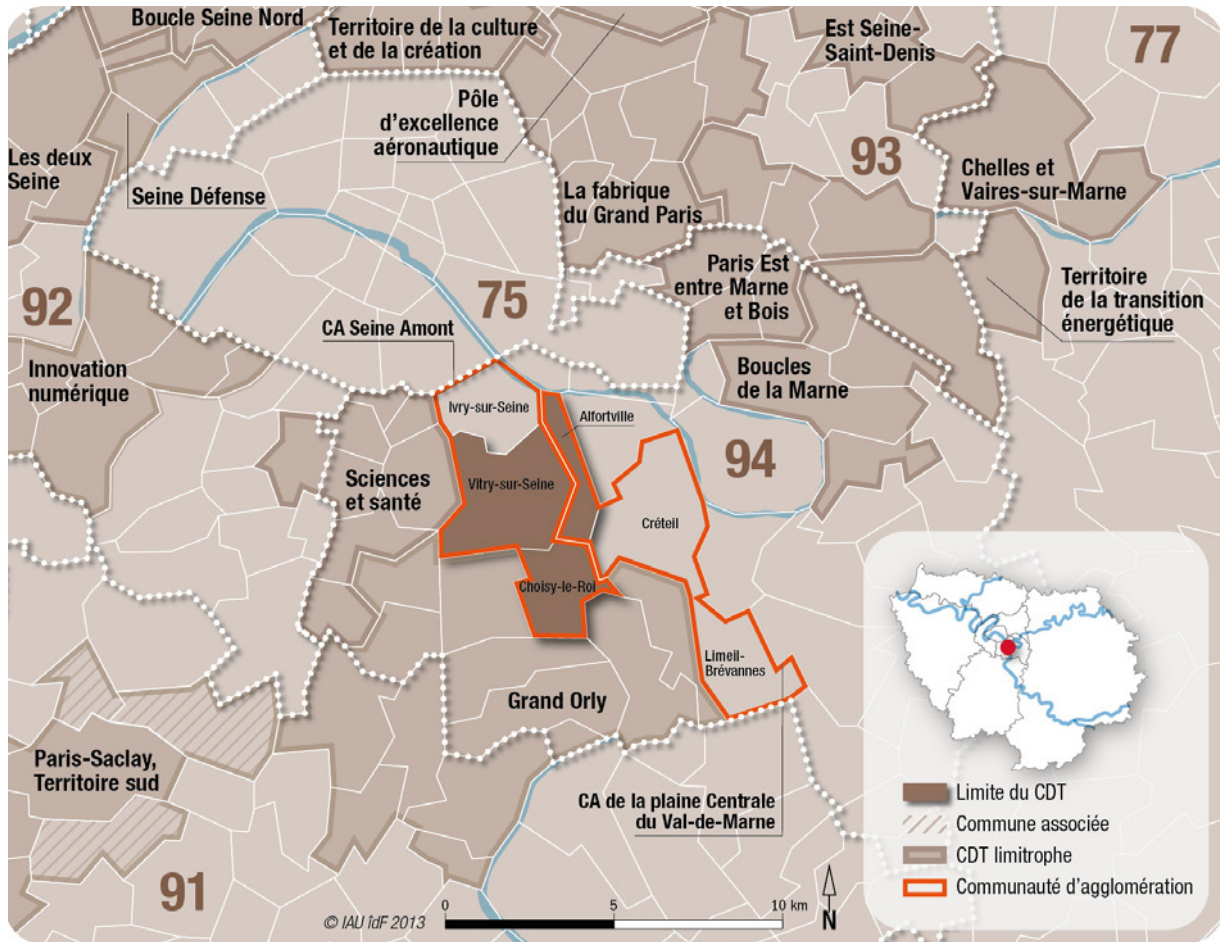 Boucle Seine Nord
Territoire de la culture
et de la création
Est Seine-
Saint-Denis
77
Pôle
d'excellence
aéronautique
93
Les deux
Seine
Seine Défense
La fabrique
du Grand Paris
Chelles et
Vaires-sur-Marne
92
75
Paris Est
entre Marne
et Bois
Territoire
de la transition
énergétique
CA Seine Amont
Innovation
numérique
Boucles
de la Marne
Ivry-sur-Seine
Alfortville
94
Sciences
et santé
Vitry-sur-Seine
Créteil
Choisy-le-Roi
Limeil-
Brévannes
Grand Orly
Paris-Saclay,
Territoire sud
CA de la plaine Centrale
du Val-de-Marne
91
Limite du CDT
Commune associée
CDT limitrophe
Communauté d'agglomération
© IAU îdF 2013
0 5 10 km
N